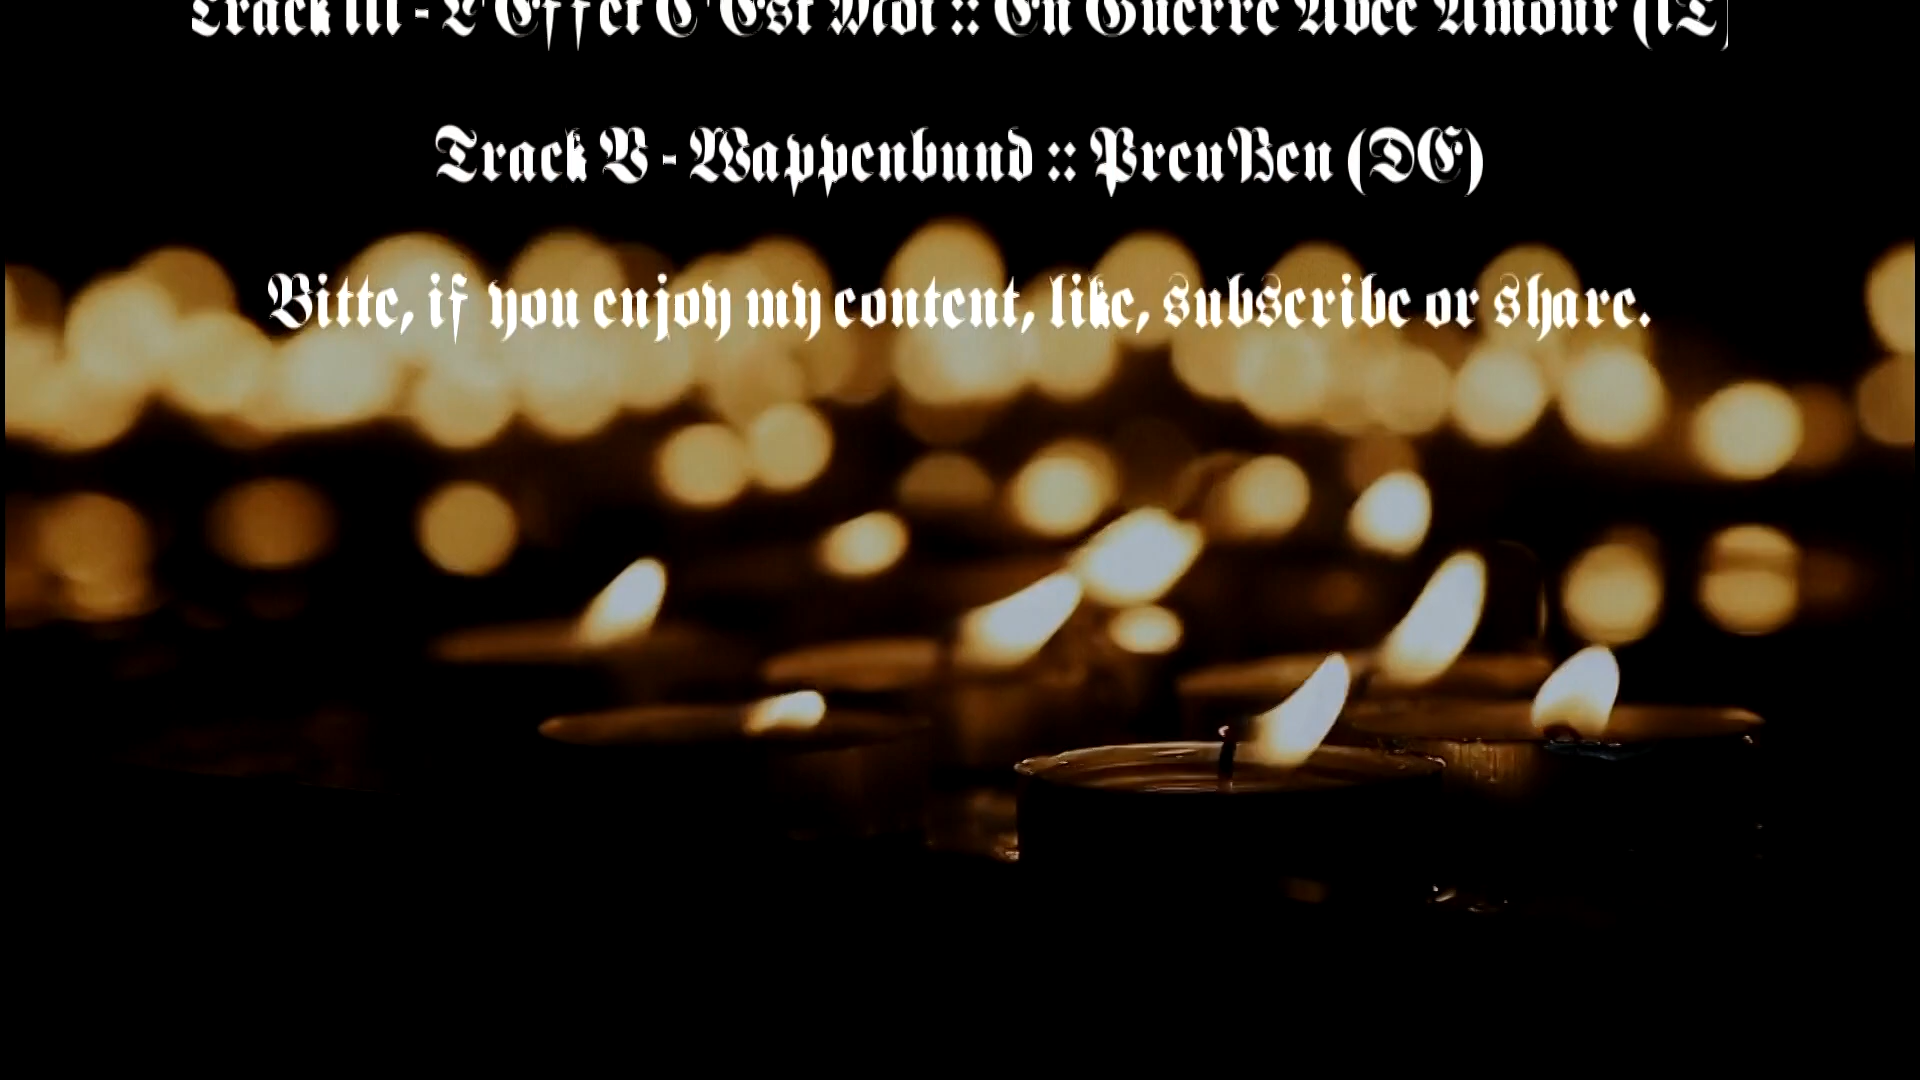 Track III - L'Effet C'Est Moi :: En Guerre Avec Amour (IT)
Track V - Wappenbund :: Preußen (DE)
Bitte, if you enjoy my content, like, subscribe or share.